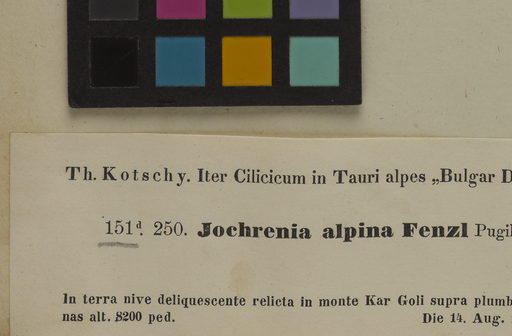 Th. Kotschy. Iter Cilicicum in Tauri alpes „Bulgar D
151d. 250. Jochrenia alpina Fenzl Pugil
In terra nive deliquescente relicta in monte Kar Goli supra plumb
nas alt. 8200 ped. Die 14. Aug.